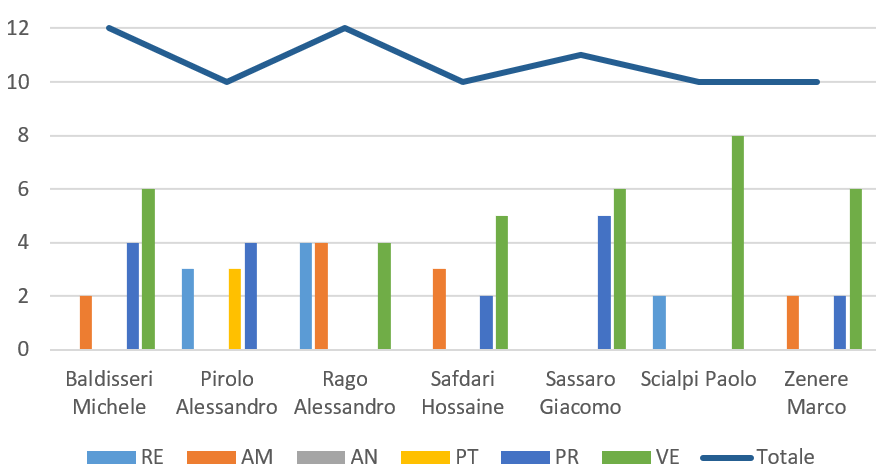 12
10
8
6
4
2
0
Baldisseri Pirolo Rago Safdari Sassaro Scialpi Paolo Zenere
Michele Alessandro Alessandro Hossaine Giacomo Marco
RE AM AN PT PR VE Totale